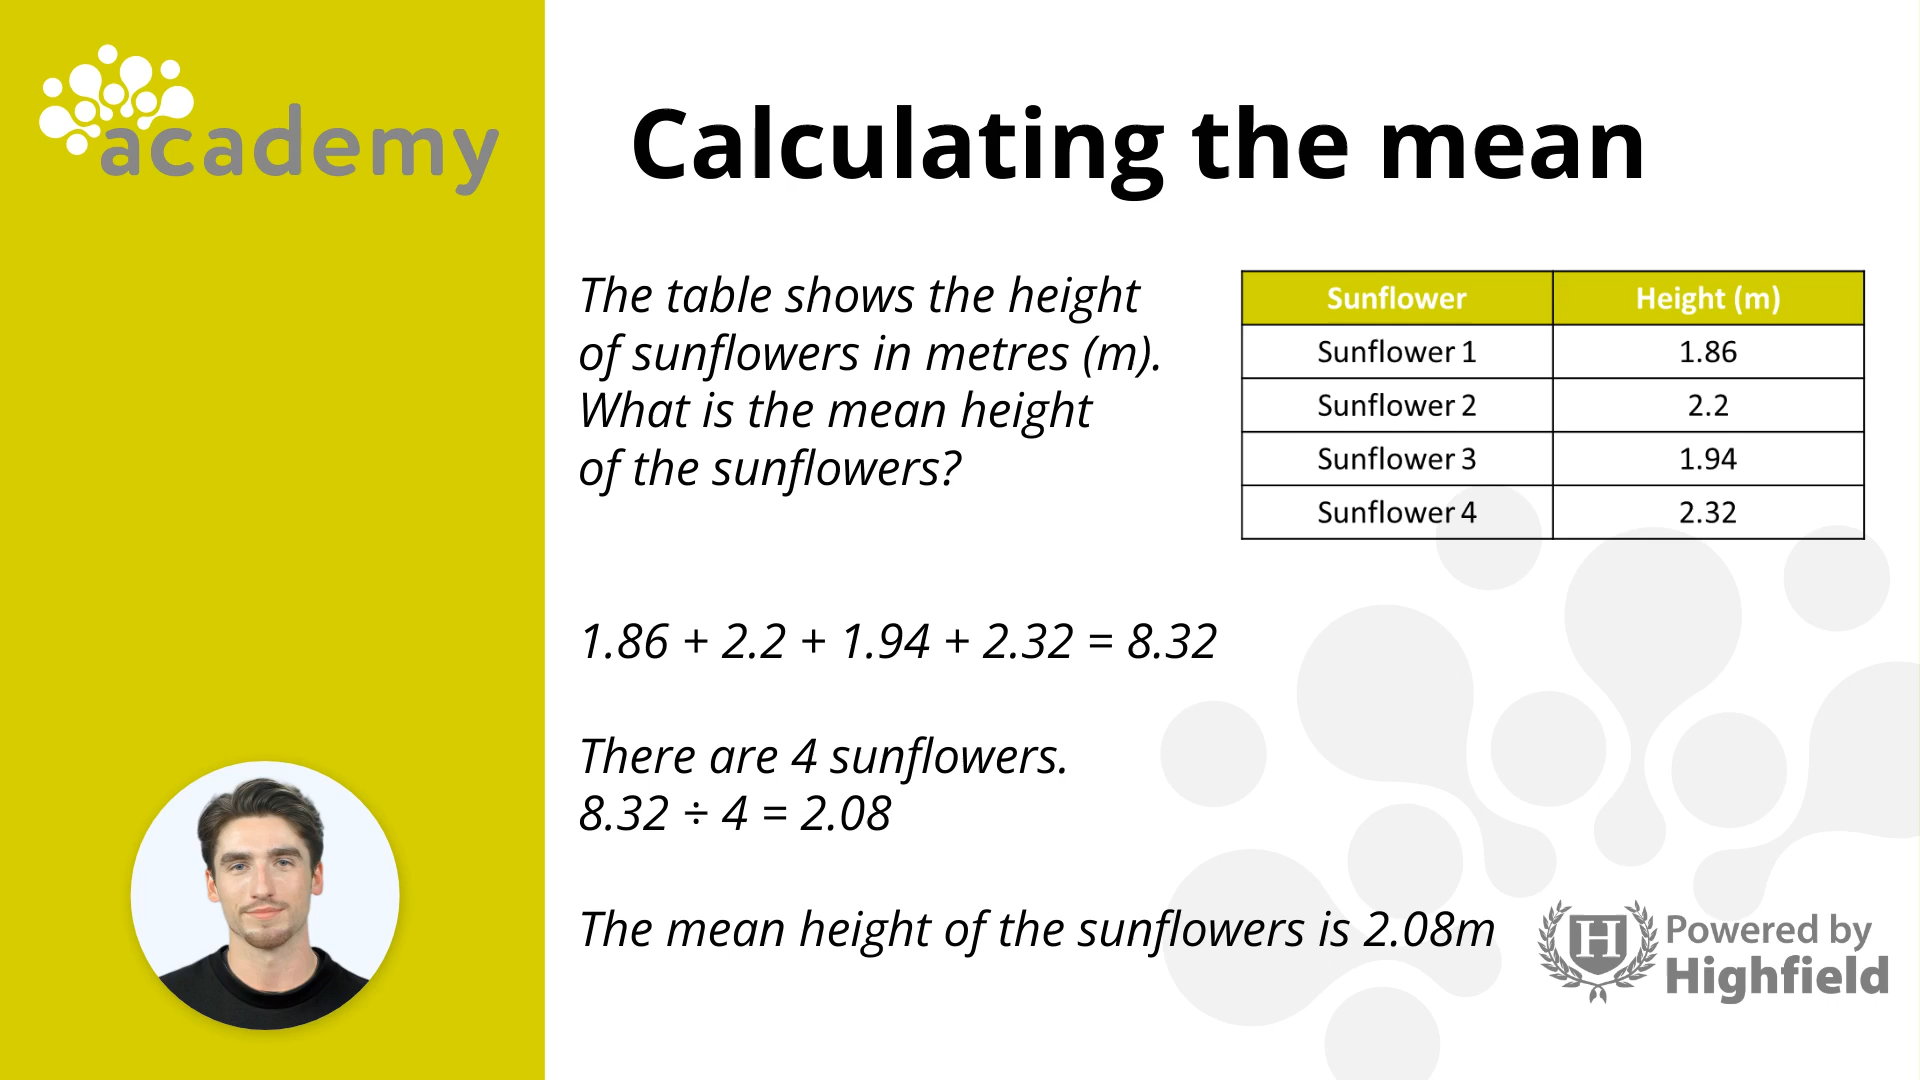 academy
Calculating the mean
The table shows the height
of sunflowers in metres (m).
What is the mean height
of the sunflowers?
Sunflower Height (m)
Sunflower 1 1.86
Sunflower 2 2.2
Sunflower 3 1.94
Sunflower 4 2.32
1.86 + 2.2 + 1.94 + 2.32 = 8.32
There are 4 sunflowers.
8.32 ÷ 4 = 2.08
The mean height of the sunflowers is 2.08m
H
Powered by
Highfield